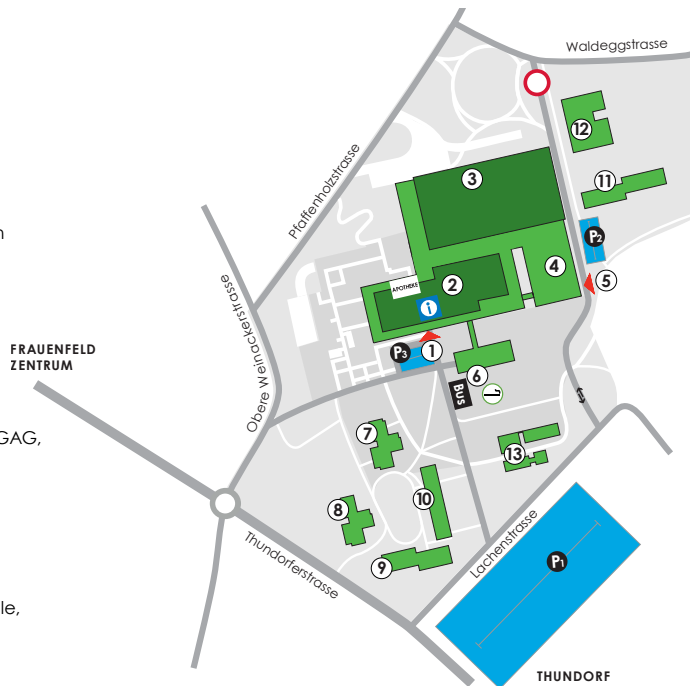 Waldeggstrasse
12
Pfaffenholzstrasse
3
11
n
P2
4
2
APOTHEKE
5
i
Obere Weinackerstrasse
FRAUENFELD
ZENTRUM
P3
1
6
BUS
7
GAG,
13
10
8
Lachenstrasse
9
Thundorferstrasse
P1
le,
THUNDORF